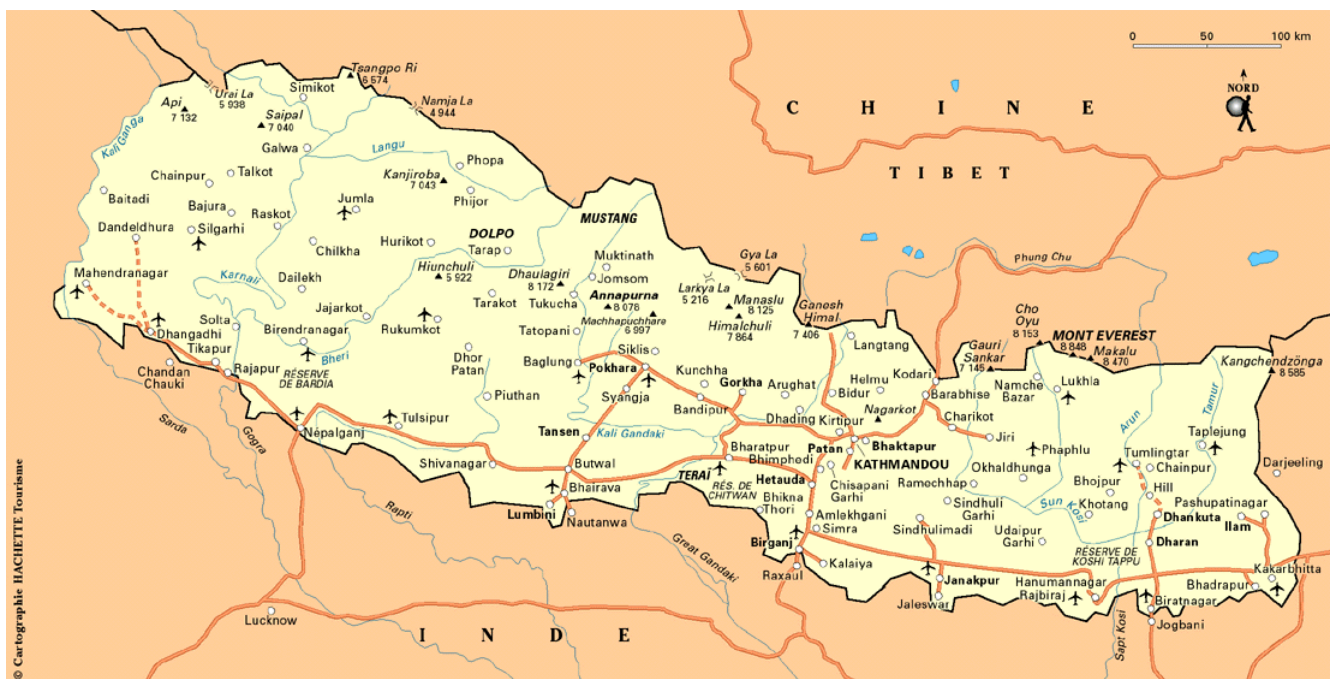 0 50 100 km
NORD
C H I N E
T I B E T
Tsangpo Ri
6 574
Urai La
5 938
Simikot
Namja La
4 944
Api
7 132
Saipal
7 040
Kali Ganga
Galwa
Langu
Phopa
Chainpur
Talkot
Kanjiroba
7 043
Phijor
Baitadi
Bajura
Jumla
MUSTANG
Dandeldhura
Silgarhi
Raskot
Chilkha
Hurikot
DOLPO
Tarap
Muktinath
Gya La
5 601
Phung Chu
Mahendranagar
Karnali
Dailekh
Hiunchuli
5 922
Dhaulagiri
8 172
Jomsom
Larkya La
5 216
Manaslu
8 125
Ganesh
Himal
7 406
Cho
Oyu
8 153
MONT EVEREST
8 848
Makalu
8 470
Jajarkot
Tarakot
Tukucha
Annapurna
8 078
Machhapuchhare
6 997
Himalchuli
7 864
Kangchendzönga
8 585
Solta
Dhangadhi
Birendranagar
Rukumkot
Tatopani
Langtang
Gauri
Sankar
7 145
Tikapur
Bheri
Dhor
Patan
Baglung
Siklis
Kodari
Chandan
Chauki
Rajapur
RÉSERVE
DE BARDIA
Pokhara
Kunchha
Gorkha
Arughat
Helmu
Bidur
Barabhise
Namche
Bazar
Lukhla
Piuthan
Syangja
Bandipur
Dhading
Kirtipur
Nagarkot
Charikot
Arun
Tamur
Sarda
Gogra
Népalganj
Tulsipur
Tansen
Kali Gandaki
Patan
Bhaktapur
Jiri
Taplejung
Shivanagar
Butwal
Bharatpur
Bhimphedi
KATHMANDOU
Phaphlu
Tumlingtar
Chainpur
Darjeeling
TERAÏ
RÉS. DE
CHITWAN
Hetauda
Chisapani
Garhi
Okhaldhunga
Ramechhap
Bhojpur
Hill
Bhairava
Lumbini
Nautanwa
Bhikna
Thori
Amlekhgani
Simra
Sindhuli
Garhi
Sun Kosi
Khotang
Pashupatinagar
Dhankuta
Ilam
Rapti
Great Gandaki
Sindhulimadi
Udaipur
Garhi
Birganj
Dharan
RÉSERVE DE
KOSHI TAPPU
Raxaul
Kalaiya
Janakpur
Hanumannagar
Rajbiraj
Kakarbhitta
Bhadrapur
Jaleswar
Biratnagar
Jogbani
Sapt Kosi
Lucknow
I N D E
© Cartographie HACHETTE Tourisme